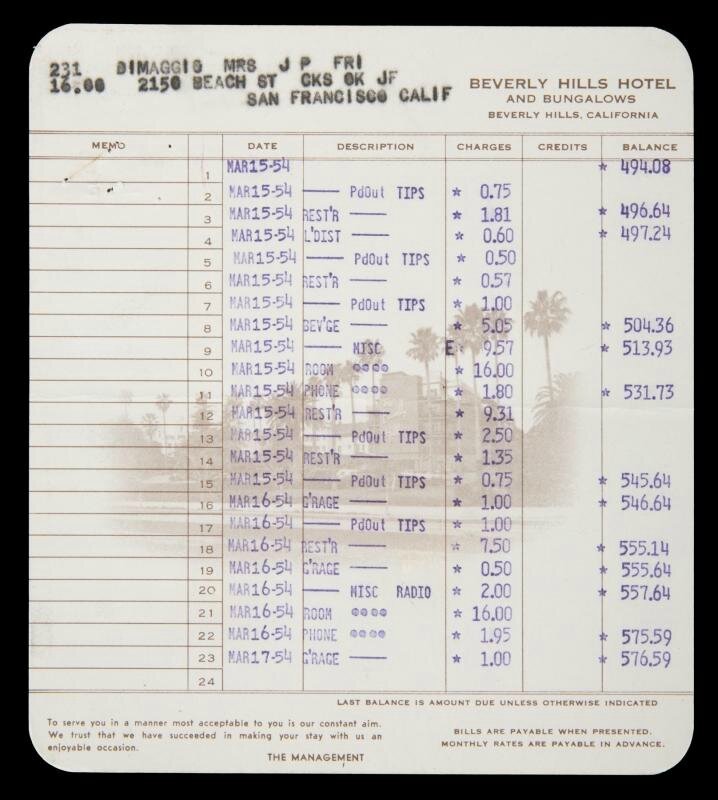 231 DIMAGGIO MRS J P FRI
16.00 2150 BEACH ST CKS OK JF
SAN FRANCISCO CALIF
BEVERLY HILLS HOTEL
AND BUNGALOWS
BEVERLY HILLS, CALIFORNIA
MEMO DATE DESCRIPTION CHARGES CREDITS BALANCE
1 MAR15-54 * 494.08
2 MAR15-54 —— PdOut TIPS * 0.75
3 MAR15-54 REST'R —— * 1.81 * 496.64
4 MAR15-54 L'DIST —— * 0.60 * 497.24
5 MAR15-54 —— PdOut TIPS * 0.50
6 MAR15-54 REST'R —— * 0.57
7 MAR15-54 —— PdOut TIPS * 1.00
8 MAR15-54 BEV'GE —— * 5.05 * 504.36
9 MAR15-54 —— MISC E* 9.57 * 513.93
10 MAR15-54 ROOM @@@@ * 16.00
11 MAR15-54 PHONE @@@@ * 1.80 * 531.73
12 MAR15-54 REST'R —— * 9.31
13 MAR15-54 —— PdOut TIPS * 2.50
14 MAR15-54 REST'R —— * 1.35
15 MAR15-54 —— PdOut TIPS * 0.75 * 545.64
16 MAR16-54 G'RAGE —— * 1.00 * 546.64
17 MAR16-54 —— PdOut TIPS * 1.00
18 MAR16-54 REST'R —— * 7.50 * 555.14
19 MAR16-54 G'RAGE —— * 0.50 * 555.64
20 MAR16-54 —— MISC RADIO * 2.00 * 557.64
21 MAR16-54 ROOM @@@@ * 16.00
22 MAR16-54 PHONE @@@@ * 1.95 * 575.59
23 MAR17-54 G'RAGE —— * 1.00 * 576.59
24
LAST BALANCE IS AMOUNT DUE UNLESS OTHERWISE INDICATED
To serve you in a manner most acceptable to you is our constant aim.
We trust that we have succeeded in making your stay with us an
enjoyable occasion.
THE MANAGEMENT
BILLS ARE PAYABLE WHEN PRESENTED.
MONTHLY RATES ARE PAYABLE IN ADVANCE.